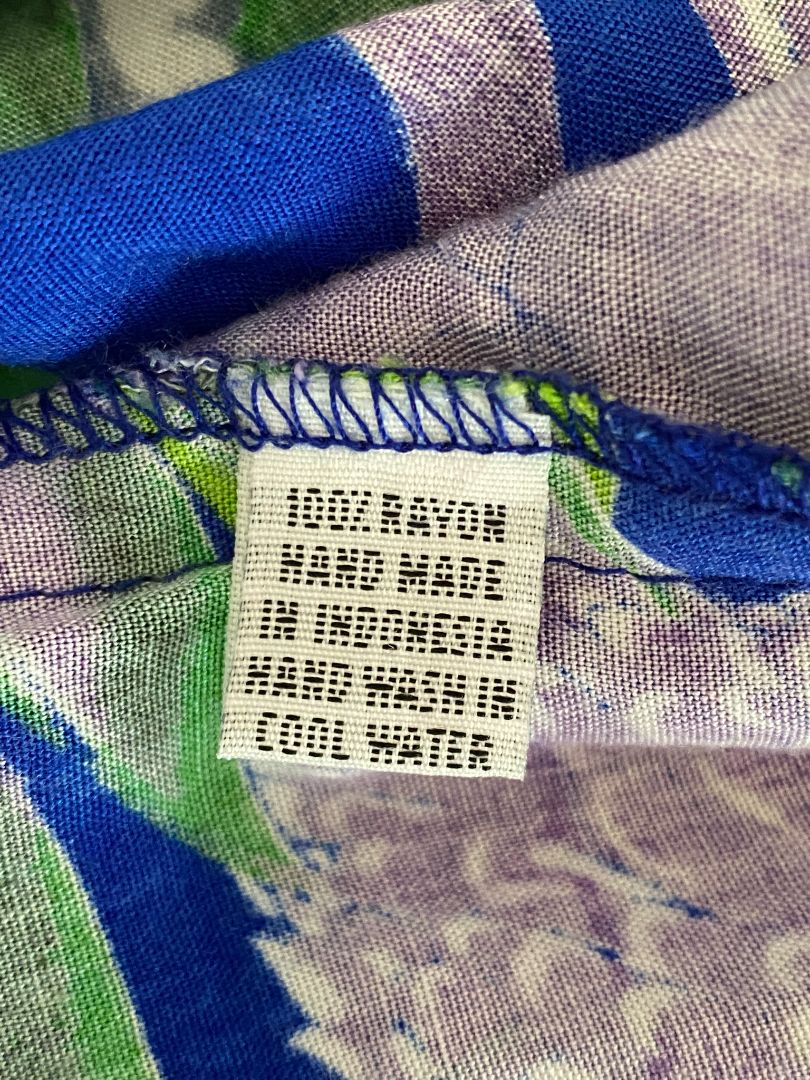 100% RAYON
HAND MADE
IN INDONESIA
HAND WASH IN
COOL WATER